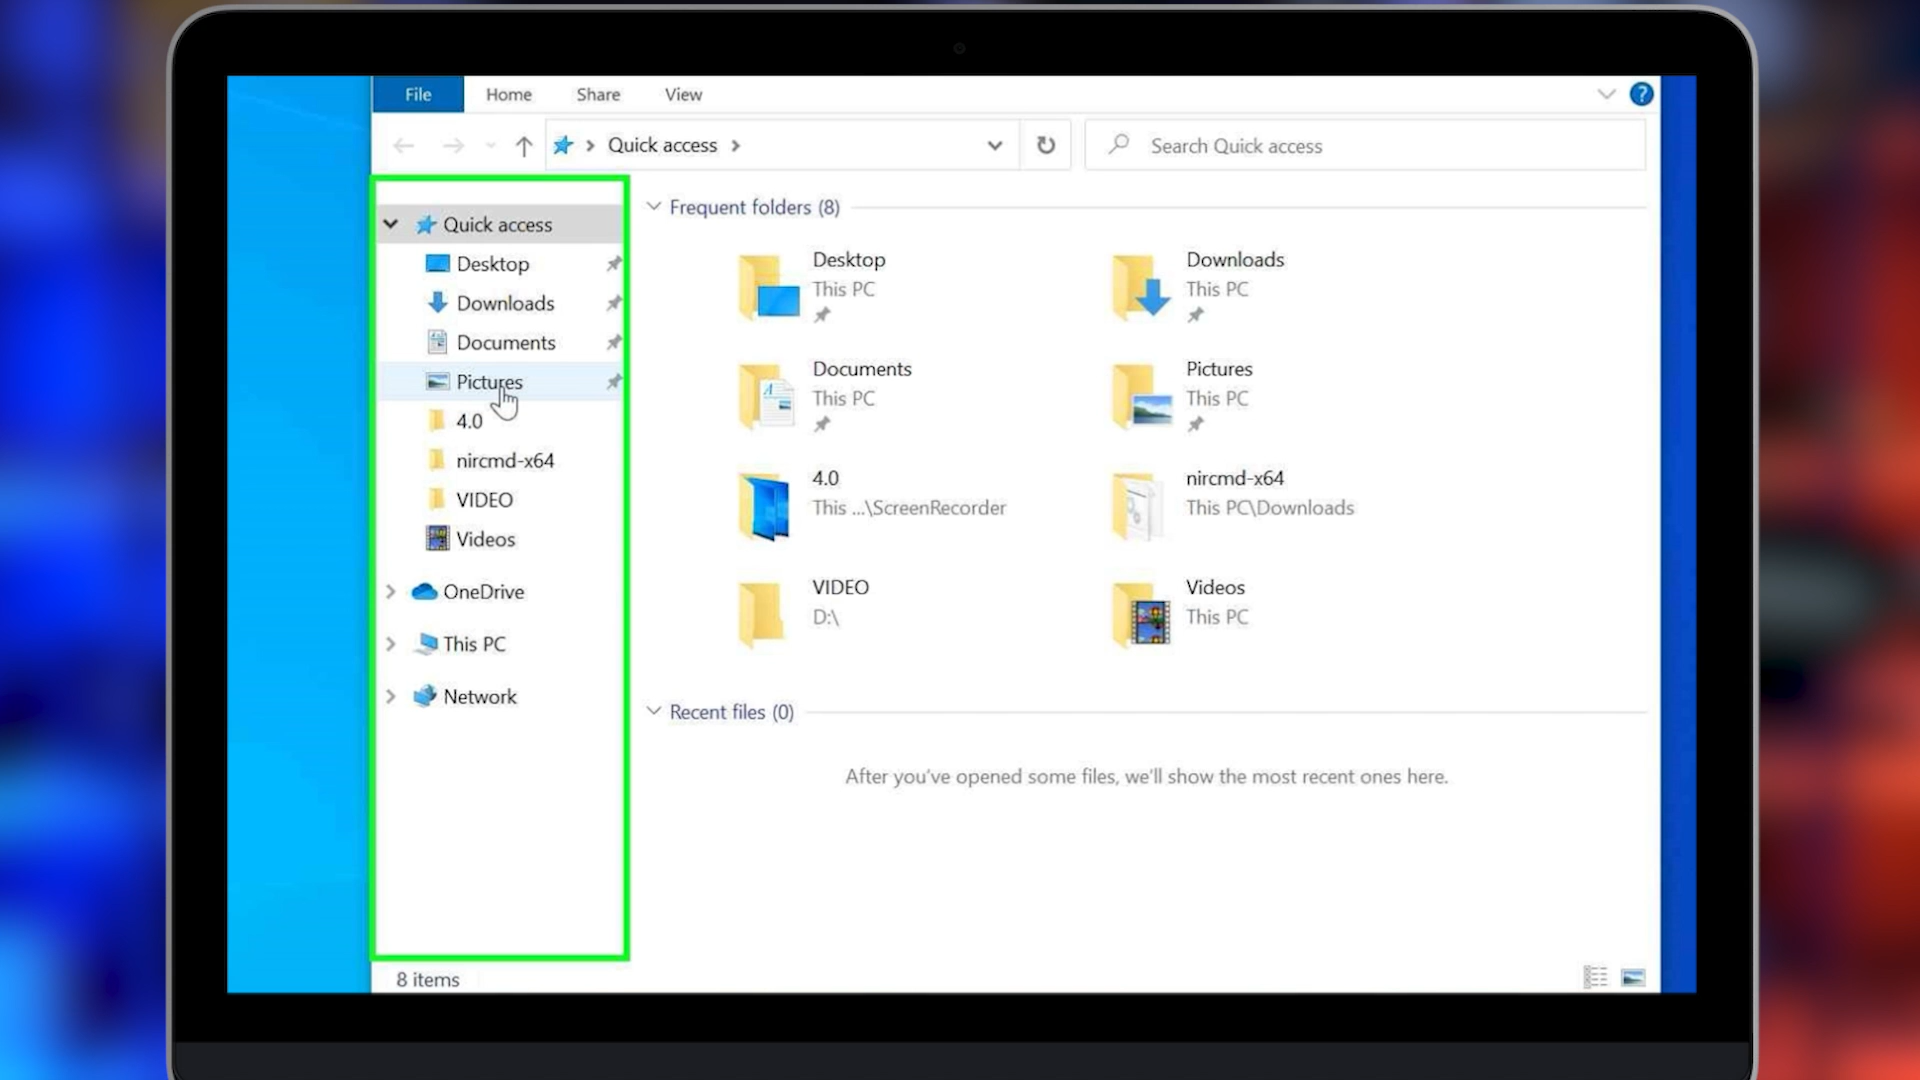 File Home Share View
Quick access
Search Quick access
Quick access
Desktop
Downloads
Documents
Pictures
4.0
nircmd-x64
VIDEO
Videos
OneDrive
This PC
Network
Frequent folders (8)
Desktop
This PC
Downloads
This PC
Documents
This PC
Pictures
This PC
4.0
This ...\ScreenRecorder
nircmd-x64
This PC\Downloads
VIDEO
D:\
Videos
This PC
Recent files (0)
After you've opened some files, we'll show the most recent ones here.
8 items